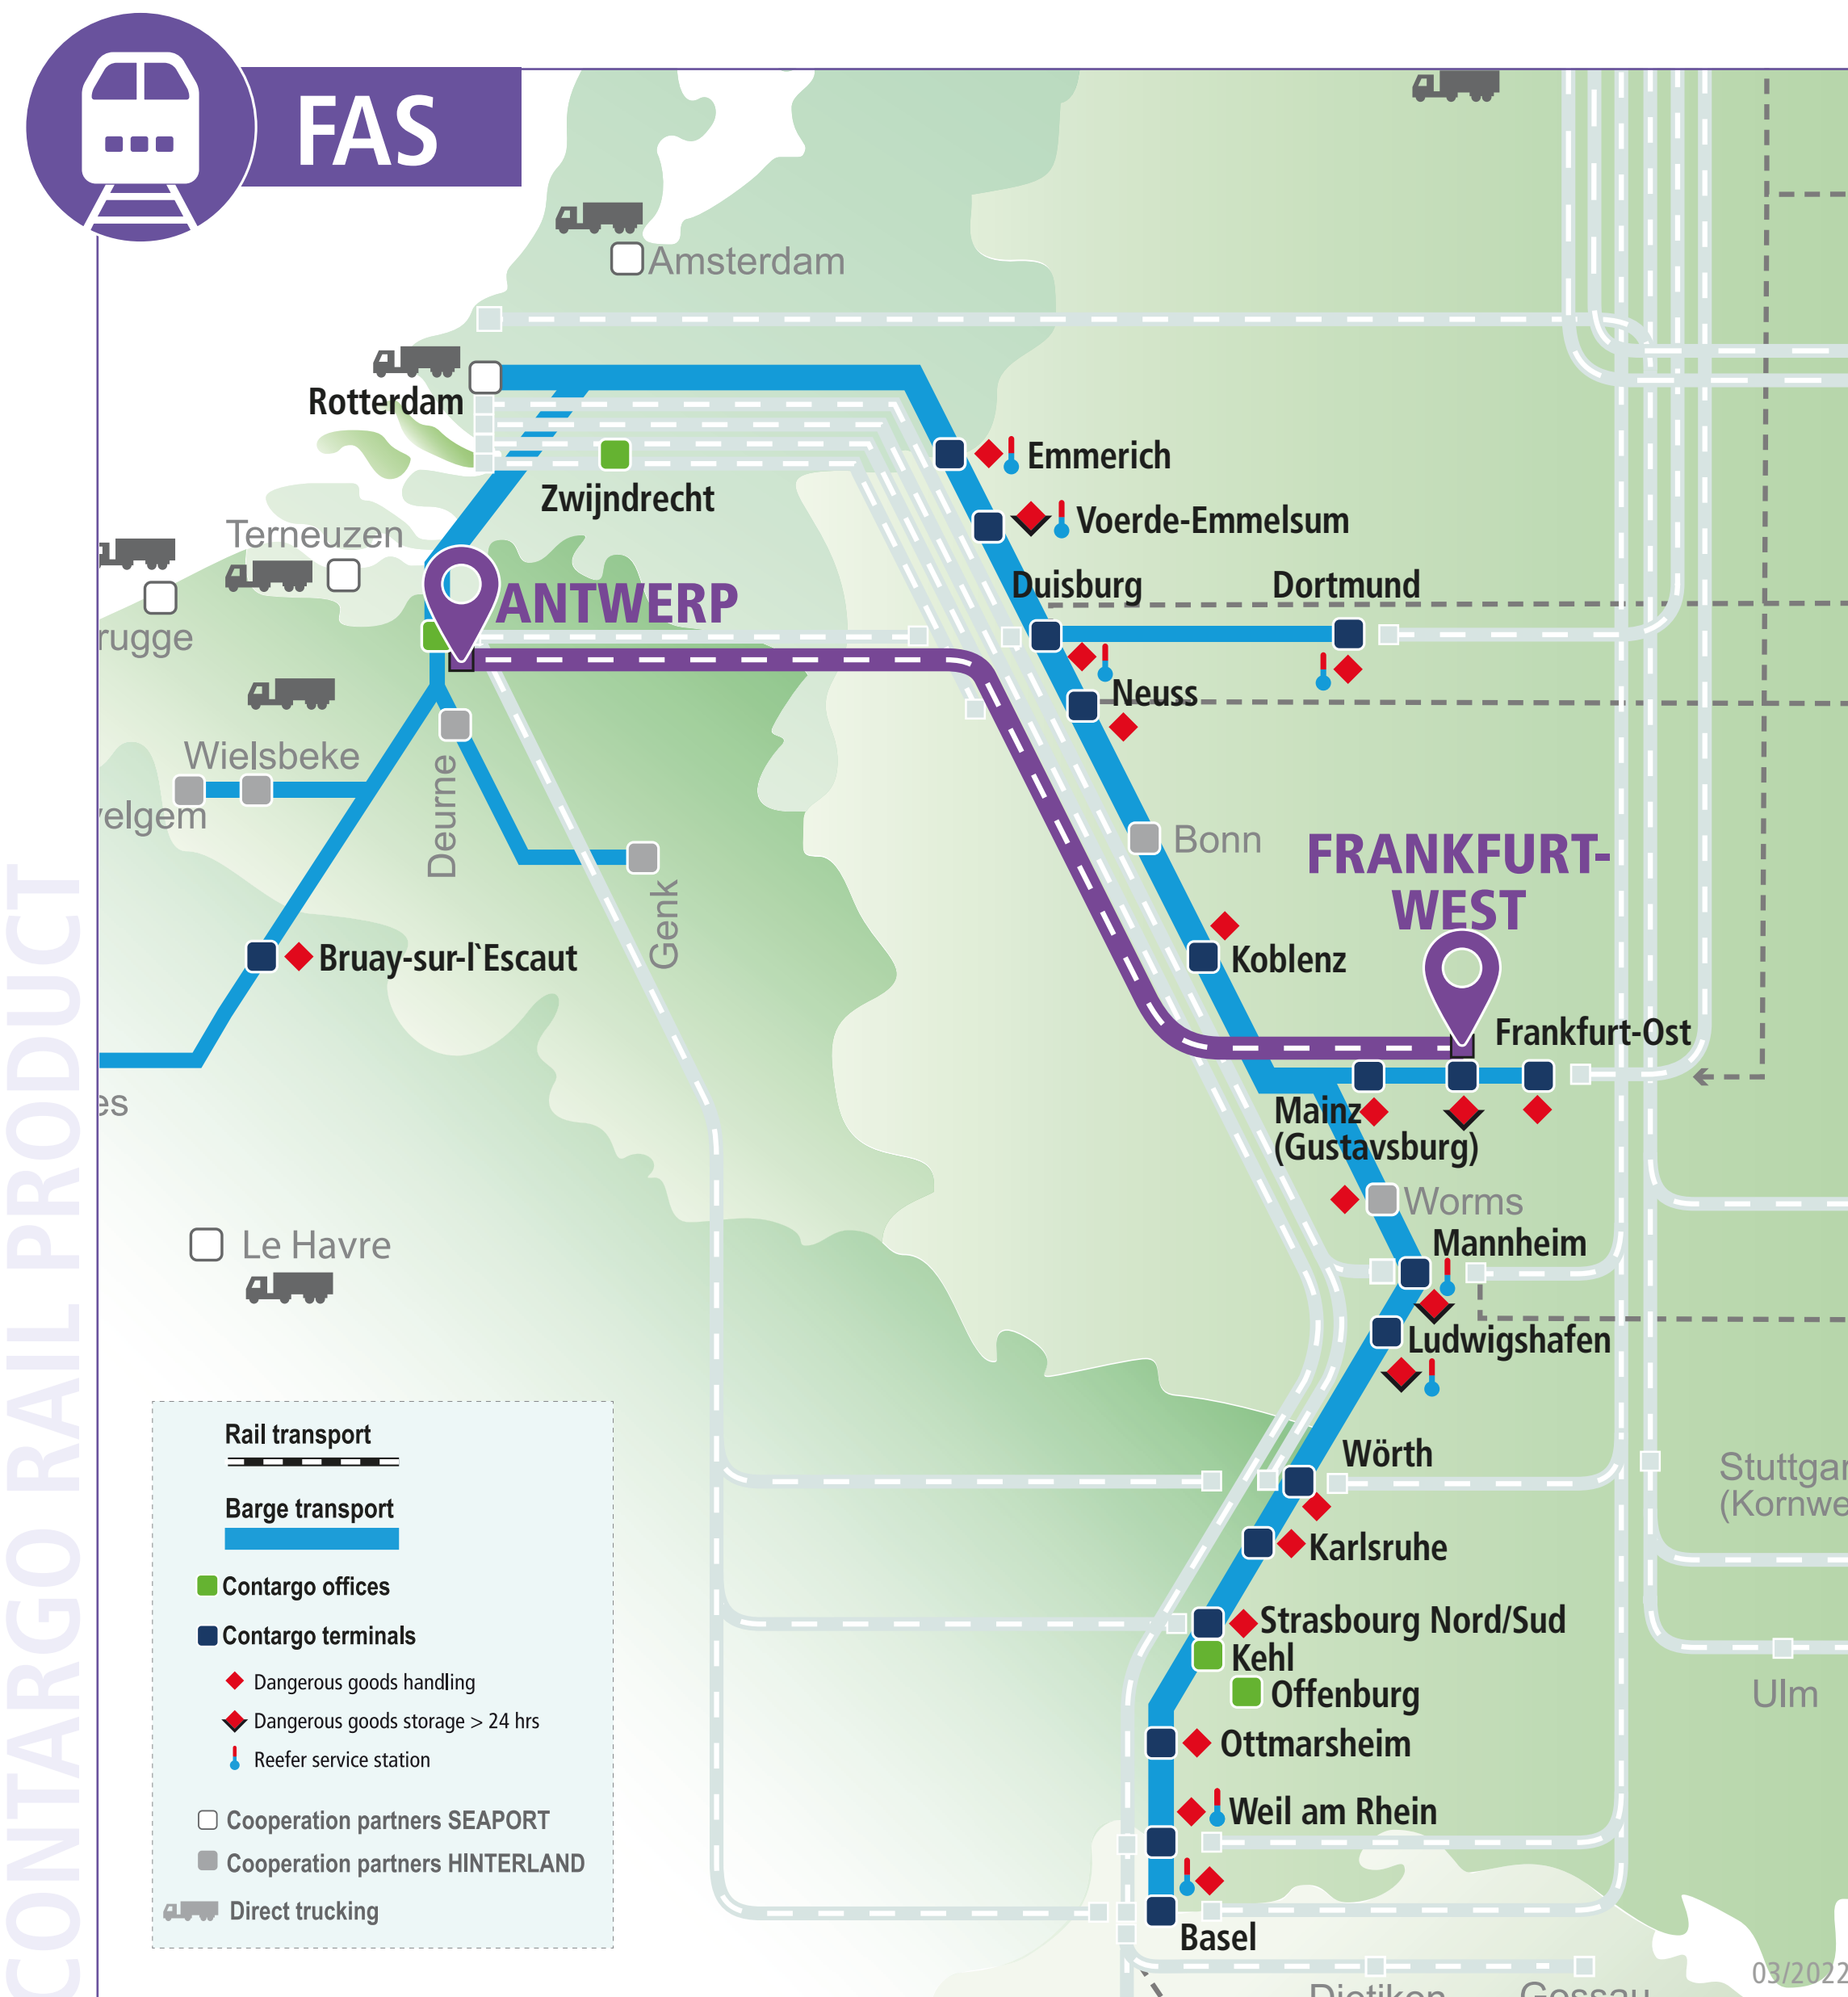 FAS
Amsterdam
Rotterdam
Emmerich
Zwijndrecht
Voerde-Emmelsum
Terneuzen
Duisburg
Dortmund
ANTWERP
rugge
Neuss
Wielsbeke
velgem
Deurne
Bonn
FRANKFURT-
WEST
Genk
Bruay-sur-l`Escaut
Koblenz
Frankfurt-Ost
es
Mainz
(Gustavsburg)
Worms
Le Havre
Mannheim
Ludwigshafen
Wörth
Stuttgar
(Kornwe
Karlsruhe
Strasbourg Nord/Sud
Kehl
Offenburg
Ulm
Ottmarsheim
Weil am Rhein
Basel
Dietikon
Gossau
03/2022
CONTARGO RAIL PRODUCT
Rail transport
Barge transport
Contargo offices
Contargo terminals
Dangerous goods handling
Dangerous goods storage > 24 hrs
Reefer service station
Cooperation partners SEAPORT
Cooperation partners HINTERLAND
Direct trucking